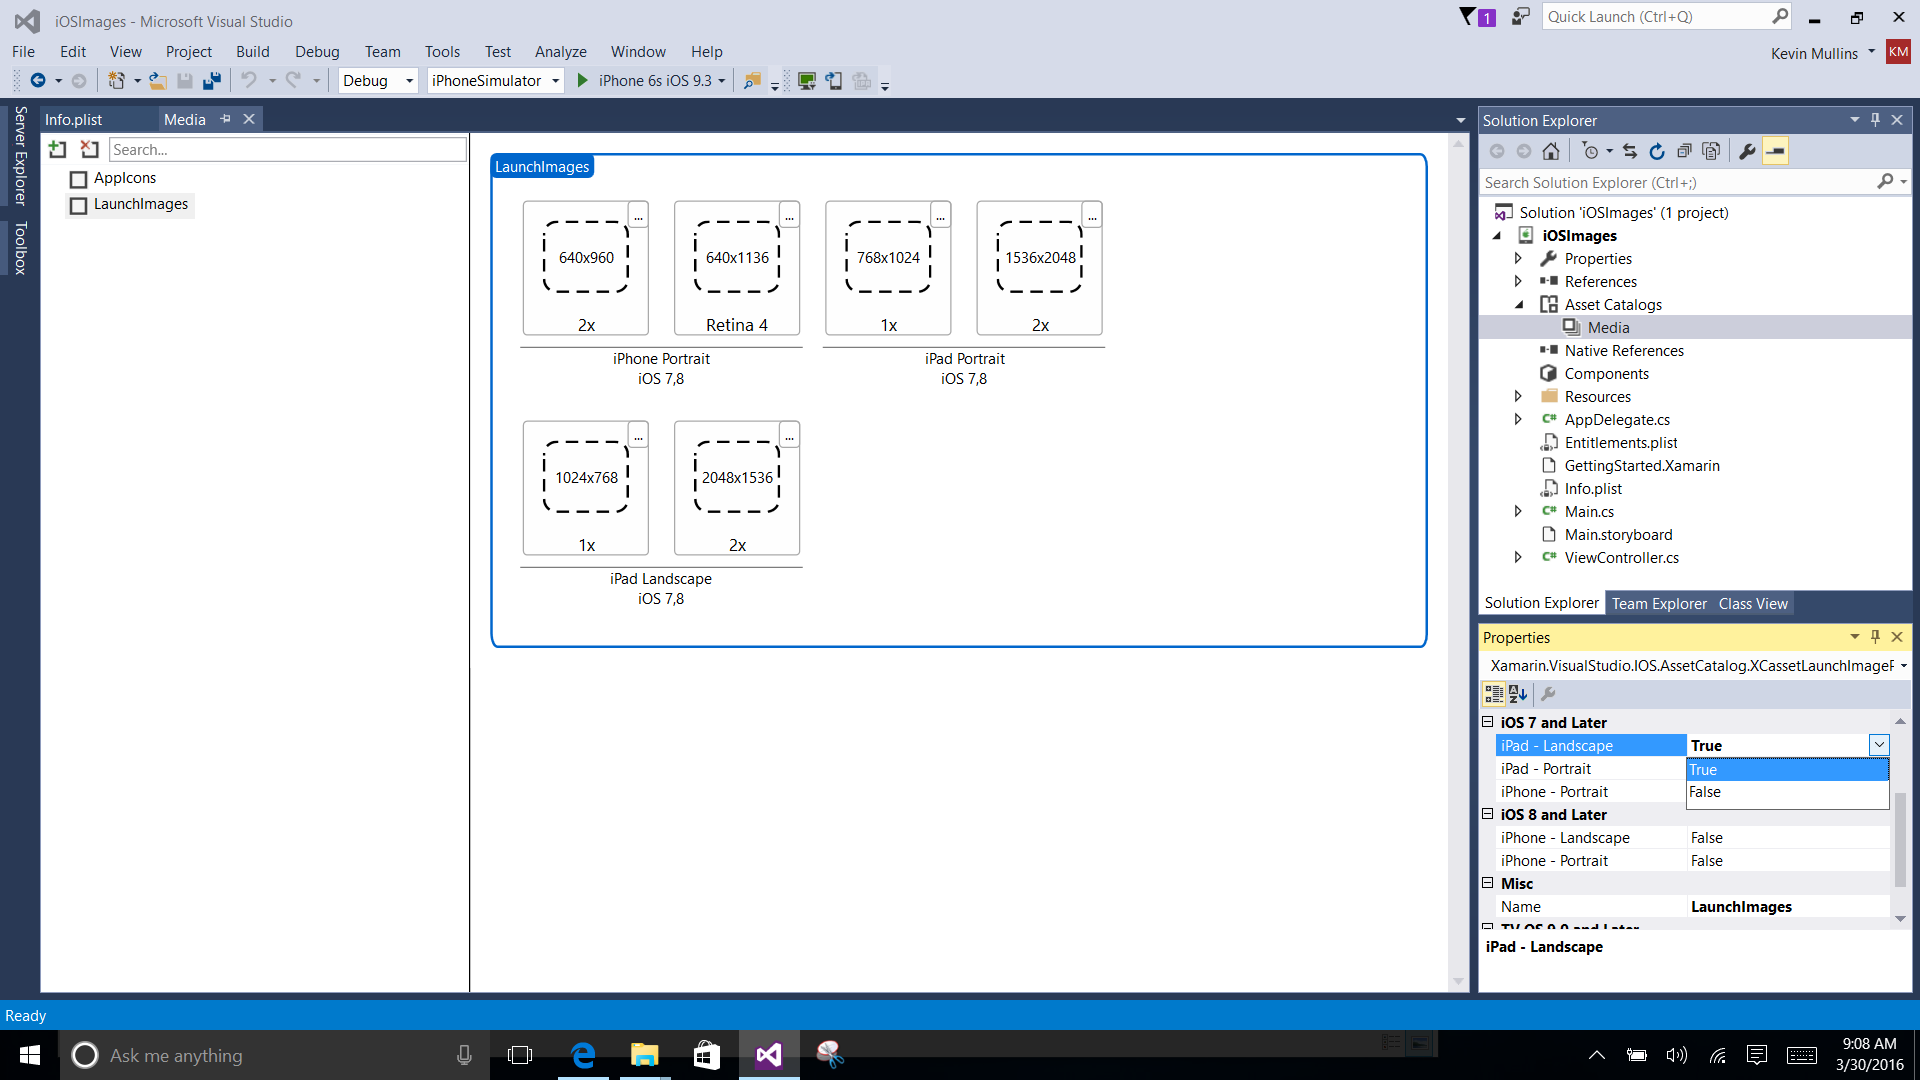 iOSImages - Microsoft Visual Studio
1
Quick Launch (Ctrl+Q)
File Edit View Project Build Debug Team Tools Test Analyze Window Help
Kevin Mullins KM
Debug iPhoneSimulator iPhone 6s iOS 9.3
Server Explorer
Toolbox
Info.plist Media
Search...
AppIcons
LaunchImages
LaunchImages
... ... ... ...
640x960 640x1136 768x1024 1536x2048
2x Retina 4 1x 2x
iPhone Portrait iPad Portrait
iOS 7,8 iOS 7,8
... ...
1024x768 2048x1536
1x 2x
iPad Landscape
iOS 7,8
Solution Explorer
Search Solution Explorer (Ctrl+;)
Solution 'iOSImages' (1 project)
iOSImages
Properties
References
Asset Catalogs
Media
Native References
Components
Resources
C# AppDelegate.cs
Entitlements.plist
GettingStarted.Xamarin
Info.plist
C# Main.cs
Main.storyboard
C# ViewController.cs
Solution Explorer Team Explorer Class View
Properties
Xamarin.VisualStudio.IOS.AssetCatalog.XCassetLaunchImageF
iOS 7 and Later
iPad - Landscape True
iPad - Portrait True
iPhone - Portrait False
iOS 8 and Later
iPhone - Landscape False
iPhone - Portrait False
Misc
Name LaunchImages
TV OS 9.0 and Later
iPad - Landscape
Ready
Ask me anything
9:08 AM
3/30/2016